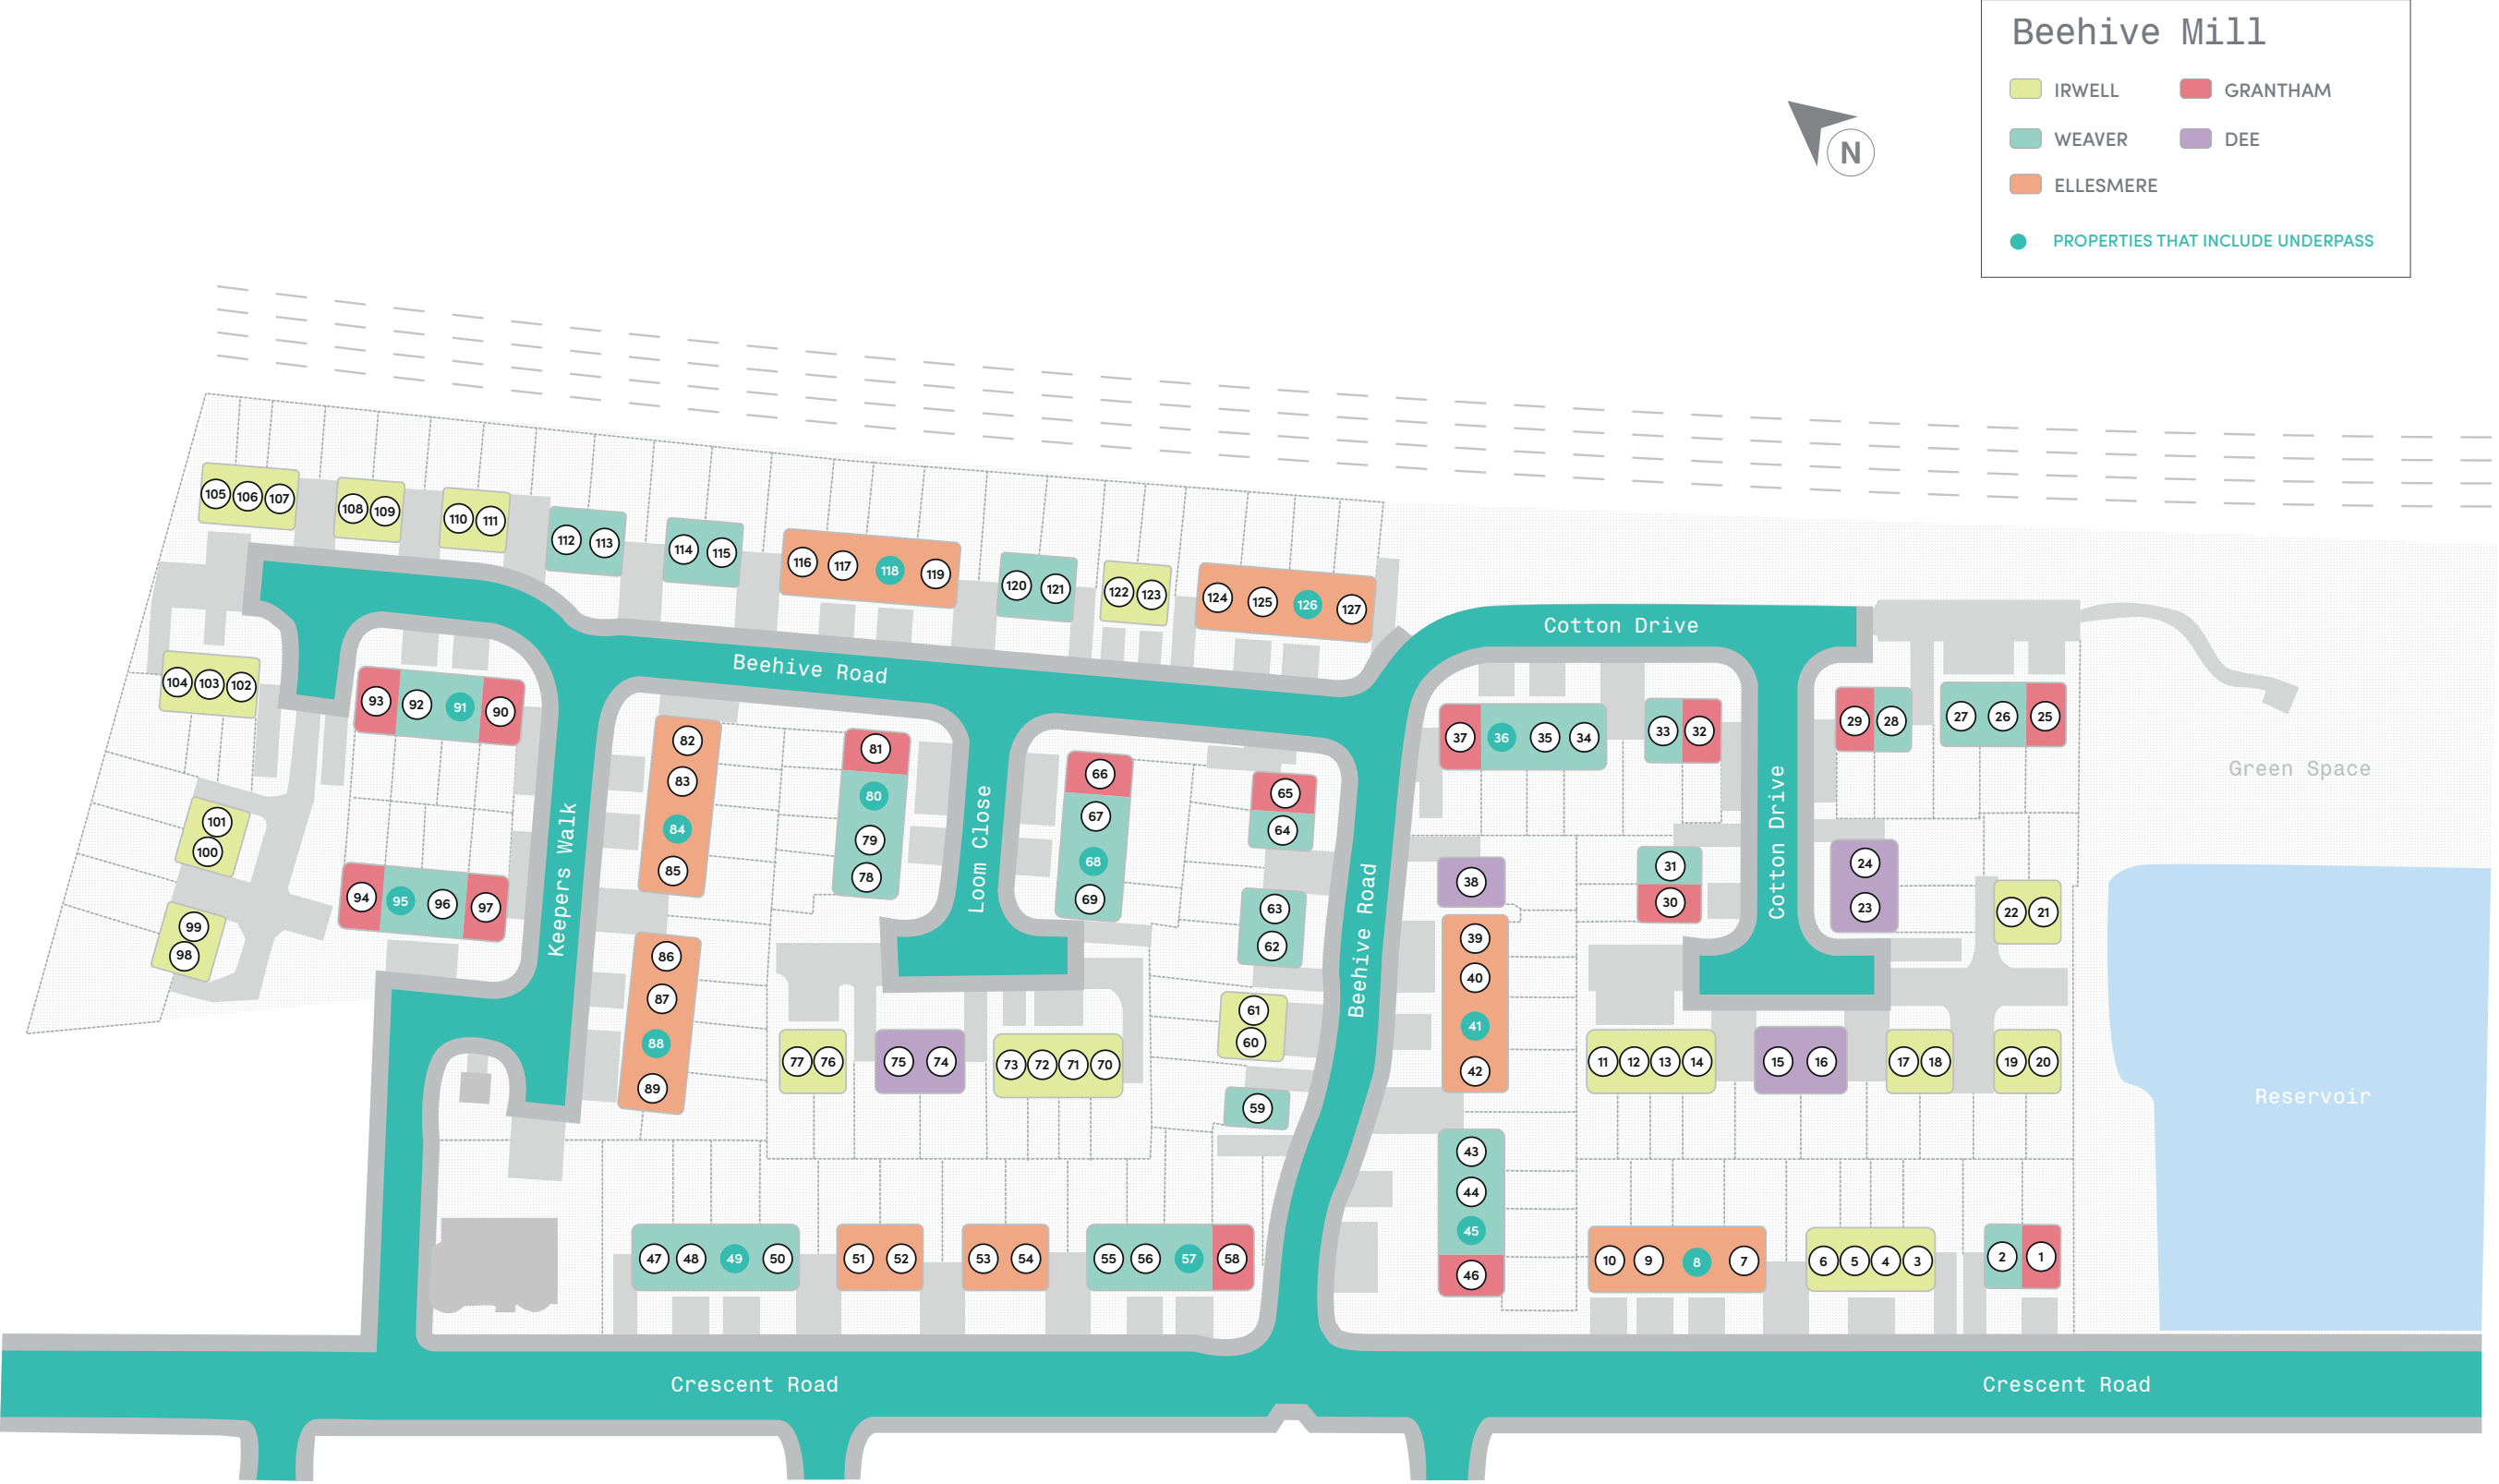 Beehive Mill
IRWELL GRANTHAM
WEAVER DEE
ELLESMERE
PROPERTIES THAT INCLUDE UNDERPASS
N
105 106 107
108 109
110 111
112 113
114 115
116 117 118 119
120 121
122 123
124 125 126 127
Cotton Drive
Beehive Road
104 103 102
93 92 91 90
101
100
99
98
94 95 96 97
Keepers Walk
82
83
84
85
86
87
88
89
81
80
79
78
Loom Close
66
67
68
69
65
64
63
62
61
60
59
Beehive Road
77 76
75 74
73 72 71 70
37 36 35 34
33 32
29 28
27 26 25
Cotton Drive
38
31
30
24
23
22 21
39
40
41
42
11 12 13 14
15 16
17 18
19 20
43
44
45
46
Green Space
Reservoir
47 48 49 50
51 52
53 54
55 56 57 58
10 9 8 7
6 5 4 3
2 1
Crescent Road
Crescent Road